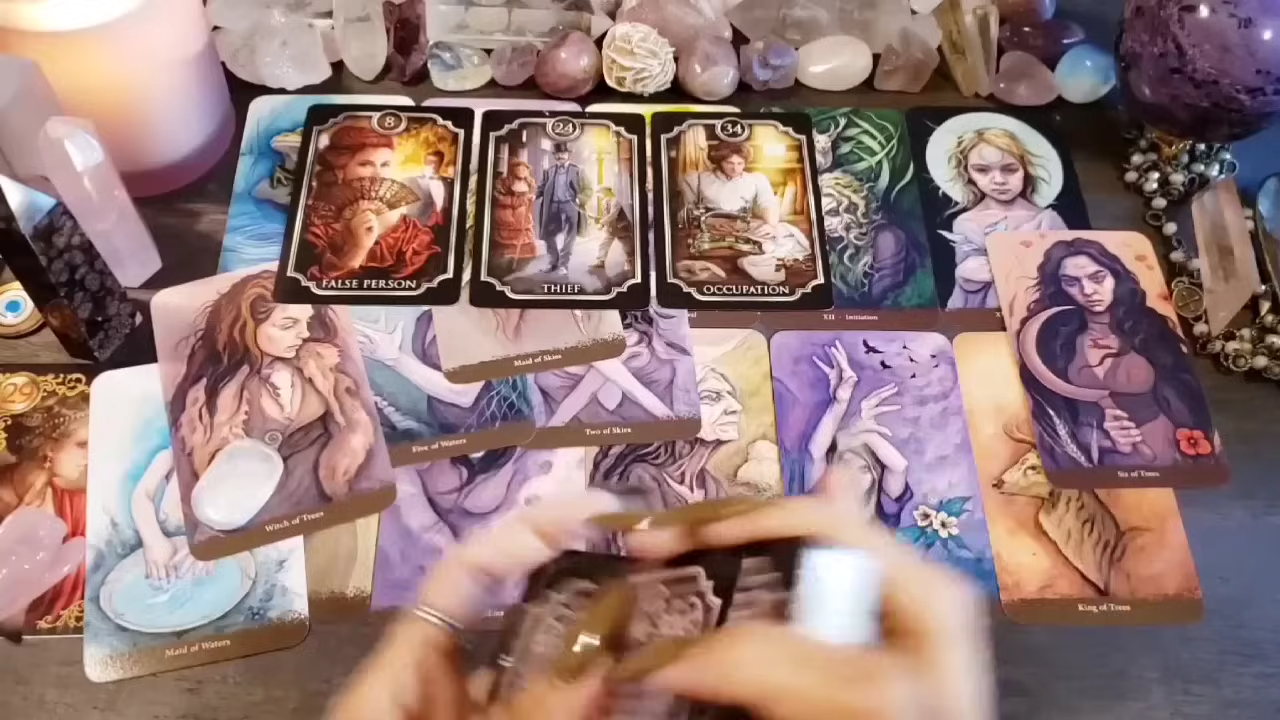 8
FALSE PERSON
24
THIEF
34
OCCUPATION
XII - Initiation
Maid of Skies
Two of Skies
Five of Waters
Six of Trees
29
Witch of Trees
King of Trees
Maid of Waters